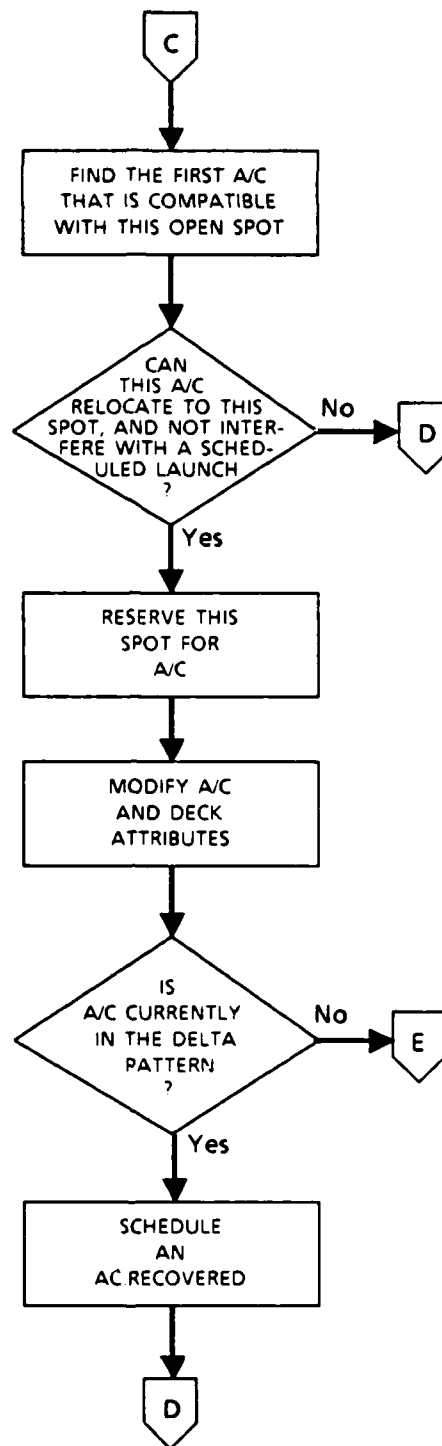 C
FIND THE FIRST A/C
THAT IS COMPATIBLE
WITH THIS OPEN SPOT
CAN
THIS A/C
RELOCATE TO THIS
SPOT, AND NOT INTER-
FERE WITH A SCHED-
ULED LAUNCH
?
No
D
Yes
RESERVE THIS
SPOT FOR
A/C
MODIFY A/C
AND DECK
ATTRIBUTES
IS
A/C CURRENTLY
IN THE DELTA
PATTERN
?
No
E
Yes
SCHEDULE
AN
AC.RECOVERED
D